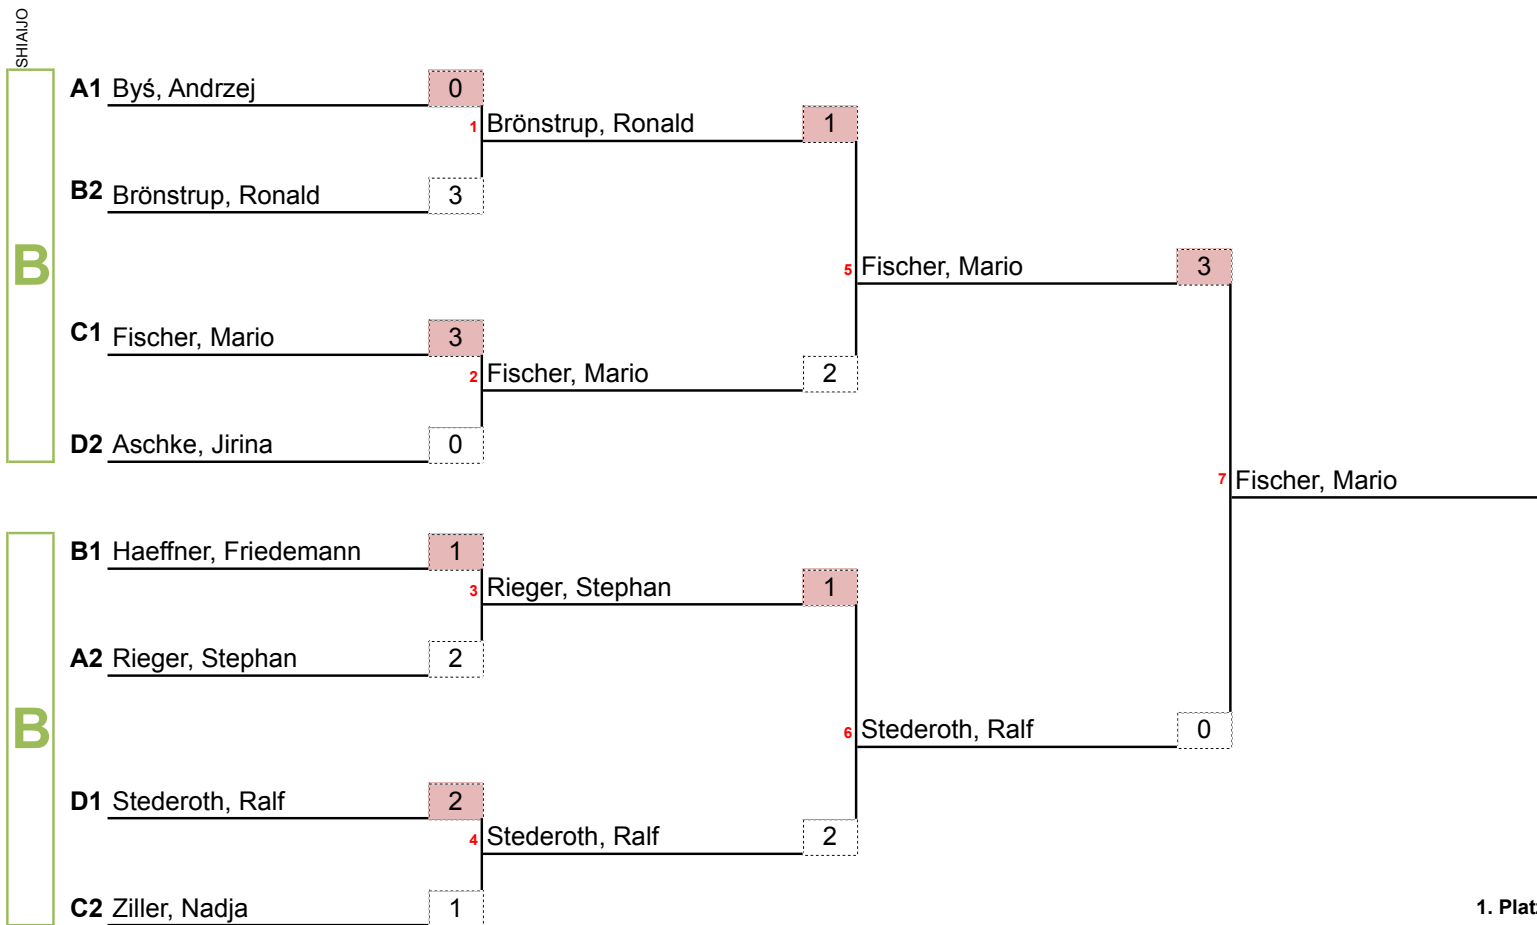 SHIAIJO
A1 Byś, Andrzej 0
1 Brönstrup, Ronald 1
B2 Brönstrup, Ronald 3
B
5 Fischer, Mario 3
C1 Fischer, Mario 3
2 Fischer, Mario 2
D2 Aschke, Jirina 0
7 Fischer, Mario
B1 Haeffner, Friedemann 1
3 Rieger, Stephan 1
A2 Rieger, Stephan 2
B
6 Stederoth, Ralf 0
D1 Stederoth, Ralf 2
4 Stederoth, Ralf 2
C2 Ziller, Nadja 1
1. Platz